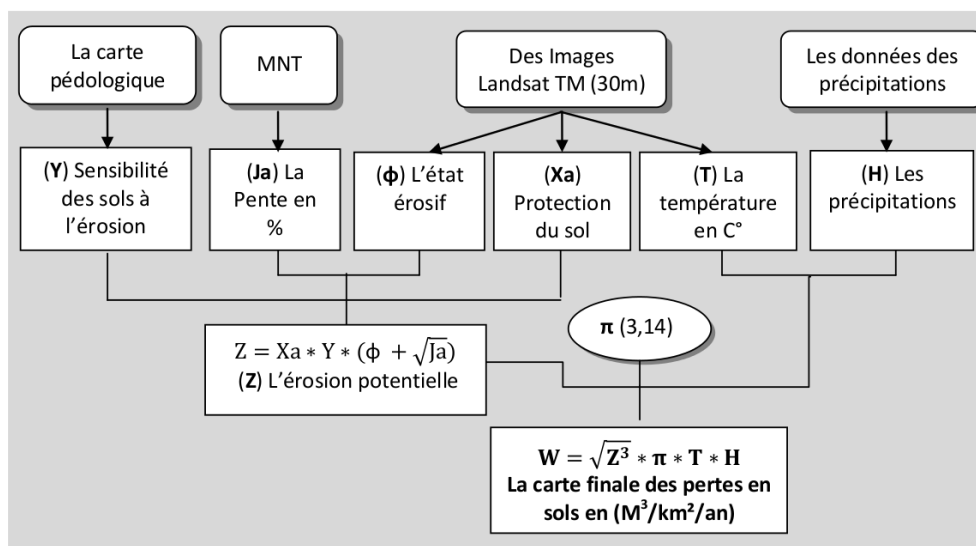 La carte
pédologique
MNT
Des Images
Landsat TM (30m)
Les données des
précipitations
(Y) Sensibilité
des sols à
l’érosion
(Ja) La
Pente en
%
(ɸ) L’état
érosif
(Xa)
Protection
du sol
(T) La
température
en C°
(H) Les
précipitations
π (3,14)
Z = Xa ∗ Y ∗ (ɸ + √Ja)
(Z) L’érosion potentielle
W = √Z³ ∗ π ∗ T ∗ H
La carte finale des pertes en
sols en (M³/km²/an)